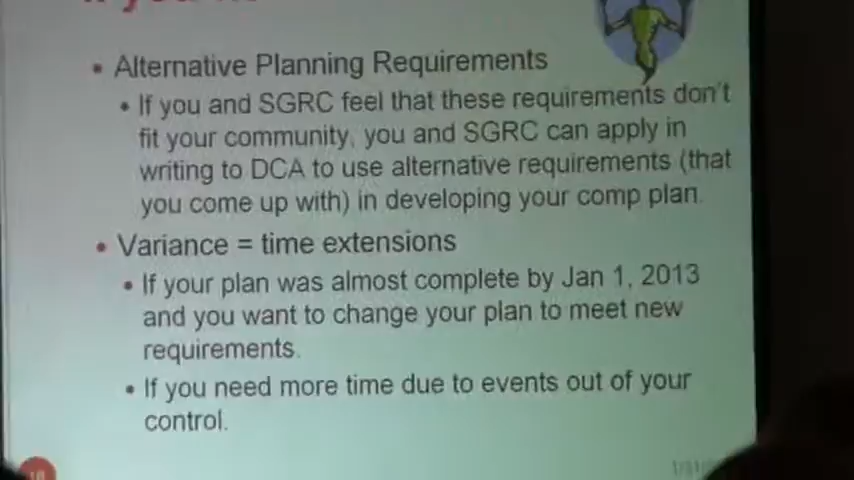 • Alternative Planning Requirements
• If you and SGRC feel that these requirements don't
fit your community, you and SGRC can apply in
writing to DCA to use alternative requirements (that
you come up with) in developing your comp plan.
• Variance = time extensions
• If your plan was almost complete by Jan 1, 2013
and you want to change your plan to meet new
requirements.
• If you need more time due to events out of your
control.